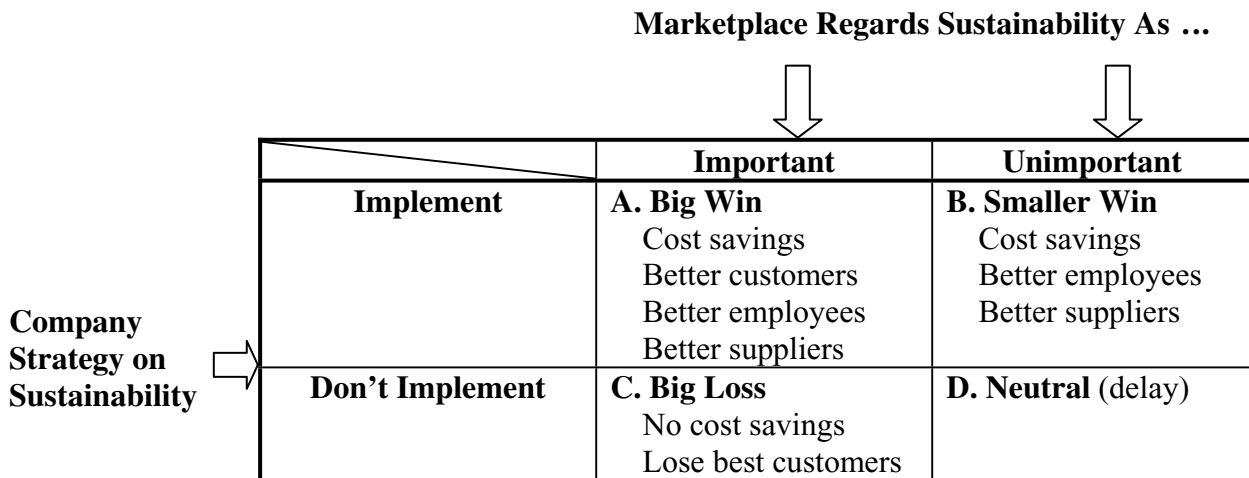 Marketplace Regards Sustainability As …
Important
Unimportant
Implement
A. Big Win
Cost savings
Better customers
Better employees
Better suppliers
B. Smaller Win
Cost savings
Better employees
Better suppliers
Company
Strategy on
Sustainability
Don’t Implement
C. Big Loss
No cost savings
Lose best customers
D. Neutral (delay)